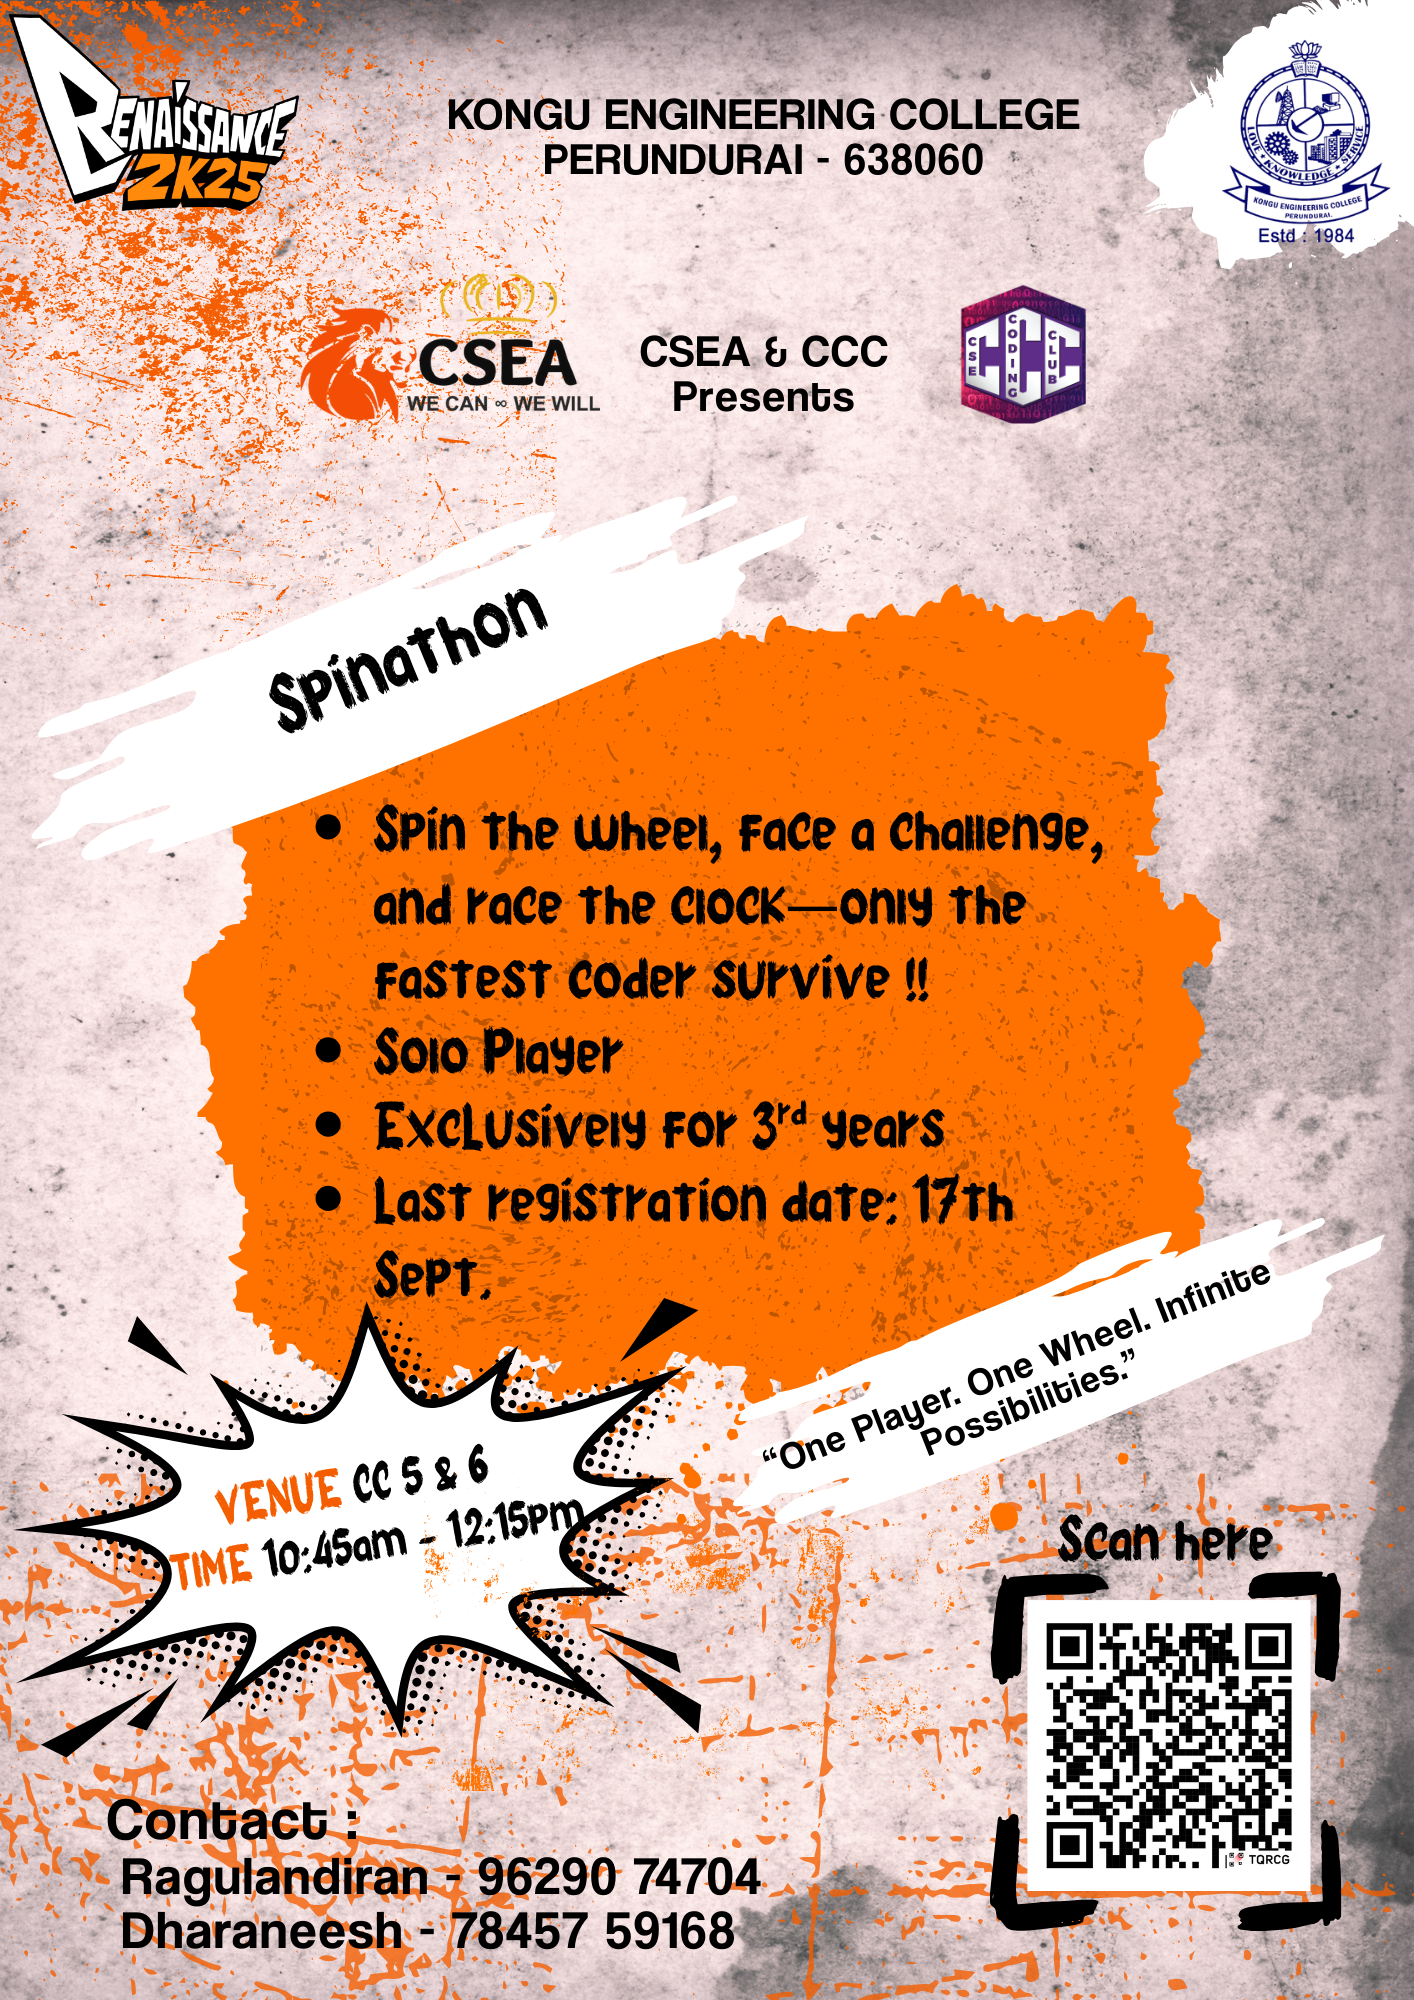 RENAISSANCE
2K25
KONGU ENGINEERING COLLEGE
PERUNDURAI - 638060
LOVE • KNOWLEDGE • SERVICE
KONGU ENGINEERING COLLEGE
PERUNDURAI.
Estd : 1984
CSEA
WE CAN ∞ WE WILL
CSEA & CCC
Presents
CSE
CODING
CLUB
Spinathon
• Spin the wheel, face a challenge,
and race the clock—only the
fastest coder survive !!
• Solo Player
• Exclusively for 3rd years
• Last registration date: 17th
Sept.
“One Player. One Wheel. Infinite
Possibilities.”
VENUE CC 5 & 6
TIME 10:45am - 12:15pm
Scan here
TQRCG
Contact :
Ragulandiran - 96290 74704
Dharaneesh - 78457 59168